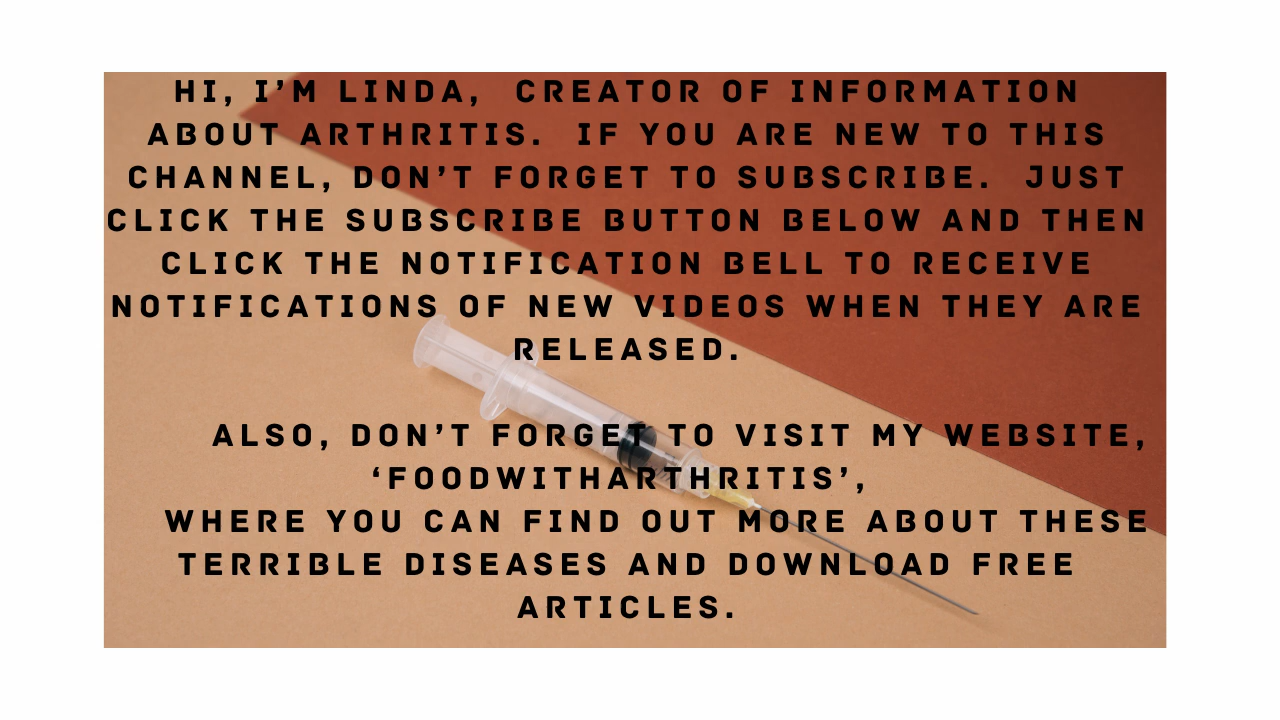 HI, I'M LINDA, CREATOR OF INFORMATION
ABOUT ARTHRITIS. IF YOU ARE NEW TO THIS
CHANNEL, DON'T FORGET TO SUBSCRIBE. JUST
CLICK THE SUBSCRIBE BUTTON BELOW AND THEN
CLICK THE NOTIFICATION BELL TO RECEIVE
NOTIFICATIONS OF NEW VIDEOS WHEN THEY ARE
RELEASED.
ALSO, DON'T FORGET TO VISIT MY WEBSITE,
‘FOODWITHARTHRITIS’,
WHERE YOU CAN FIND OUT MORE ABOUT THESE
TERRIBLE DISEASES AND DOWNLOAD FREE
ARTICLES.